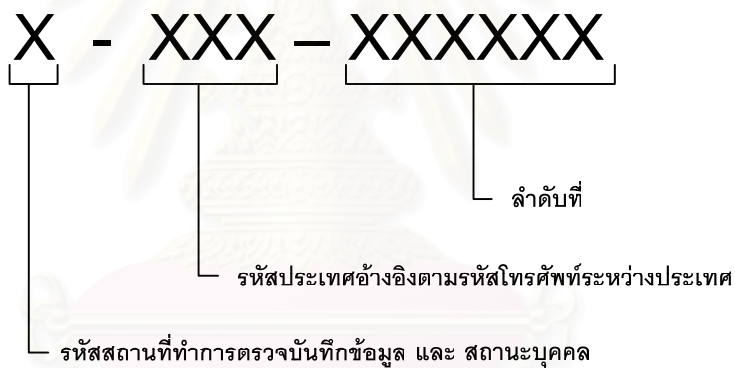 X - XXX – XXXXXX
ลำดับที่
รหัสประเทศอ้างอิงตามรหัสโทรศัพท์ระหว่างประเทศ
รหัสสถานที่ทำการตรวจบันทึกข้อมูล และ สถานะบุคคล